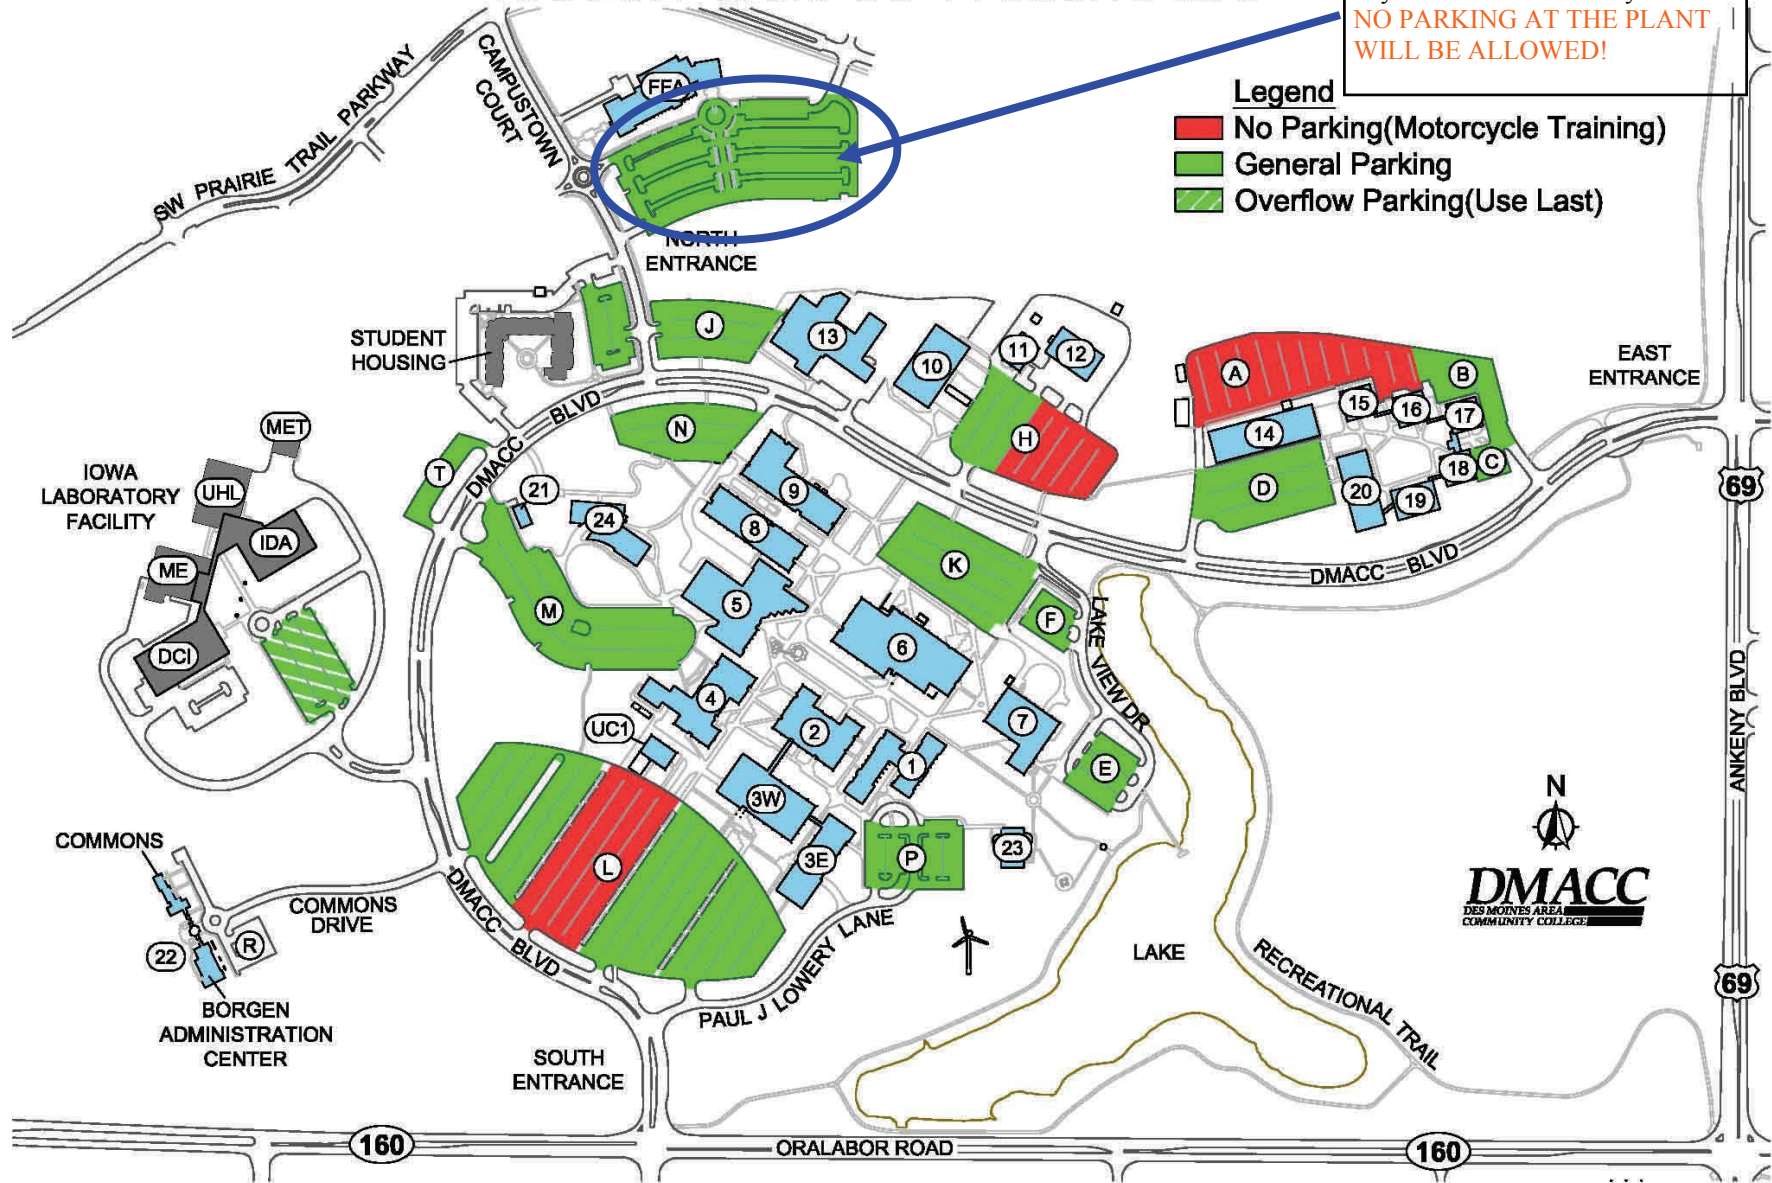 NO PARKING AT THE PLANT
WILL BE ALLOWED!
Legend
No Parking(Motorcycle Training)
General Parking
Overflow Parking(Use Last)
SW PRAIRIE TRAIL PARKWAY
CAMPUSTOWN
COURT
FFA
NORTH
ENTRANCE
STUDENT
HOUSING
J
13
10
11
12
H
A
B
15
16
17
14
D
20
19
18
C
EAST
ENTRANCE
69
MET
IOWA
LABORATORY
FACILITY
UHL
IDA
ME
DCI
T
DMACC BLVD
N
21
24
9
8
5
M
K
F
6
LAKE VIEW DR
DMACC BLVD
4
UC1
2
1
7
E
3W
3E
P
23
L
ANKENY BLVD
N
DMACC
DES MOINES AREA
COMMUNITY COLLEGE
COMMONS
COMMONS
DRIVE
R
22
BORGEN
ADMINISTRATION
CENTER
DMACC BLVD
PAUL J LOWERY LANE
LAKE
RECREATIONAL TRAIL
69
SOUTH
ENTRANCE
160
ORALABOR ROAD
160